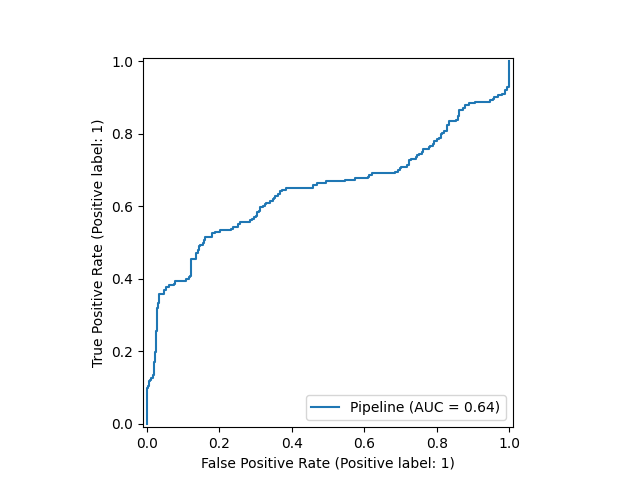 1.0
0.8
0.6
0.4
0.2
0.0
True Positive Rate (Positive label: 1)
Pipeline (AUC = 0.64)
0.0 0.2 0.4 0.6 0.8 1.0
False Positive Rate (Positive label: 1)